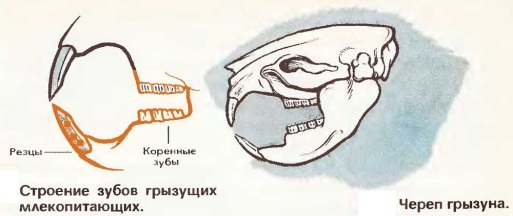 Резцы
Коренные
зубы
Строение зубов грызущих
млекопитающих.
Череп грызуна.